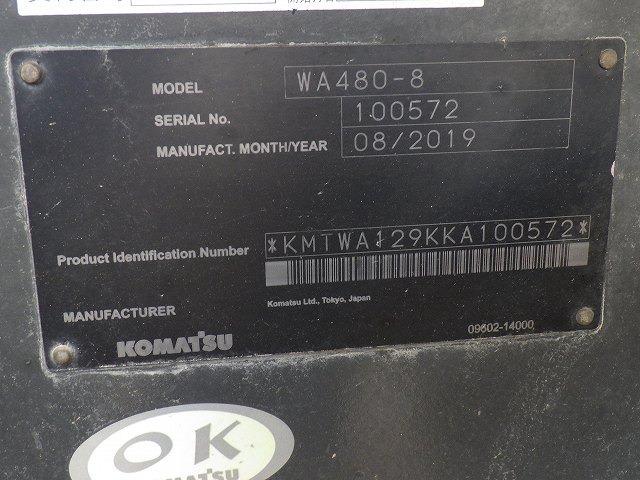 MODEL WA480-8
SERIAL No. 100572
MANUFACT. MONTH/YEAR 08/2019
Product Identification Number *KMTWA129KKA100572*
Komatsu Ltd., Tokyo, Japan
MANUFACTURER
KOMATSU
09602-14000
OK
KOMATSU